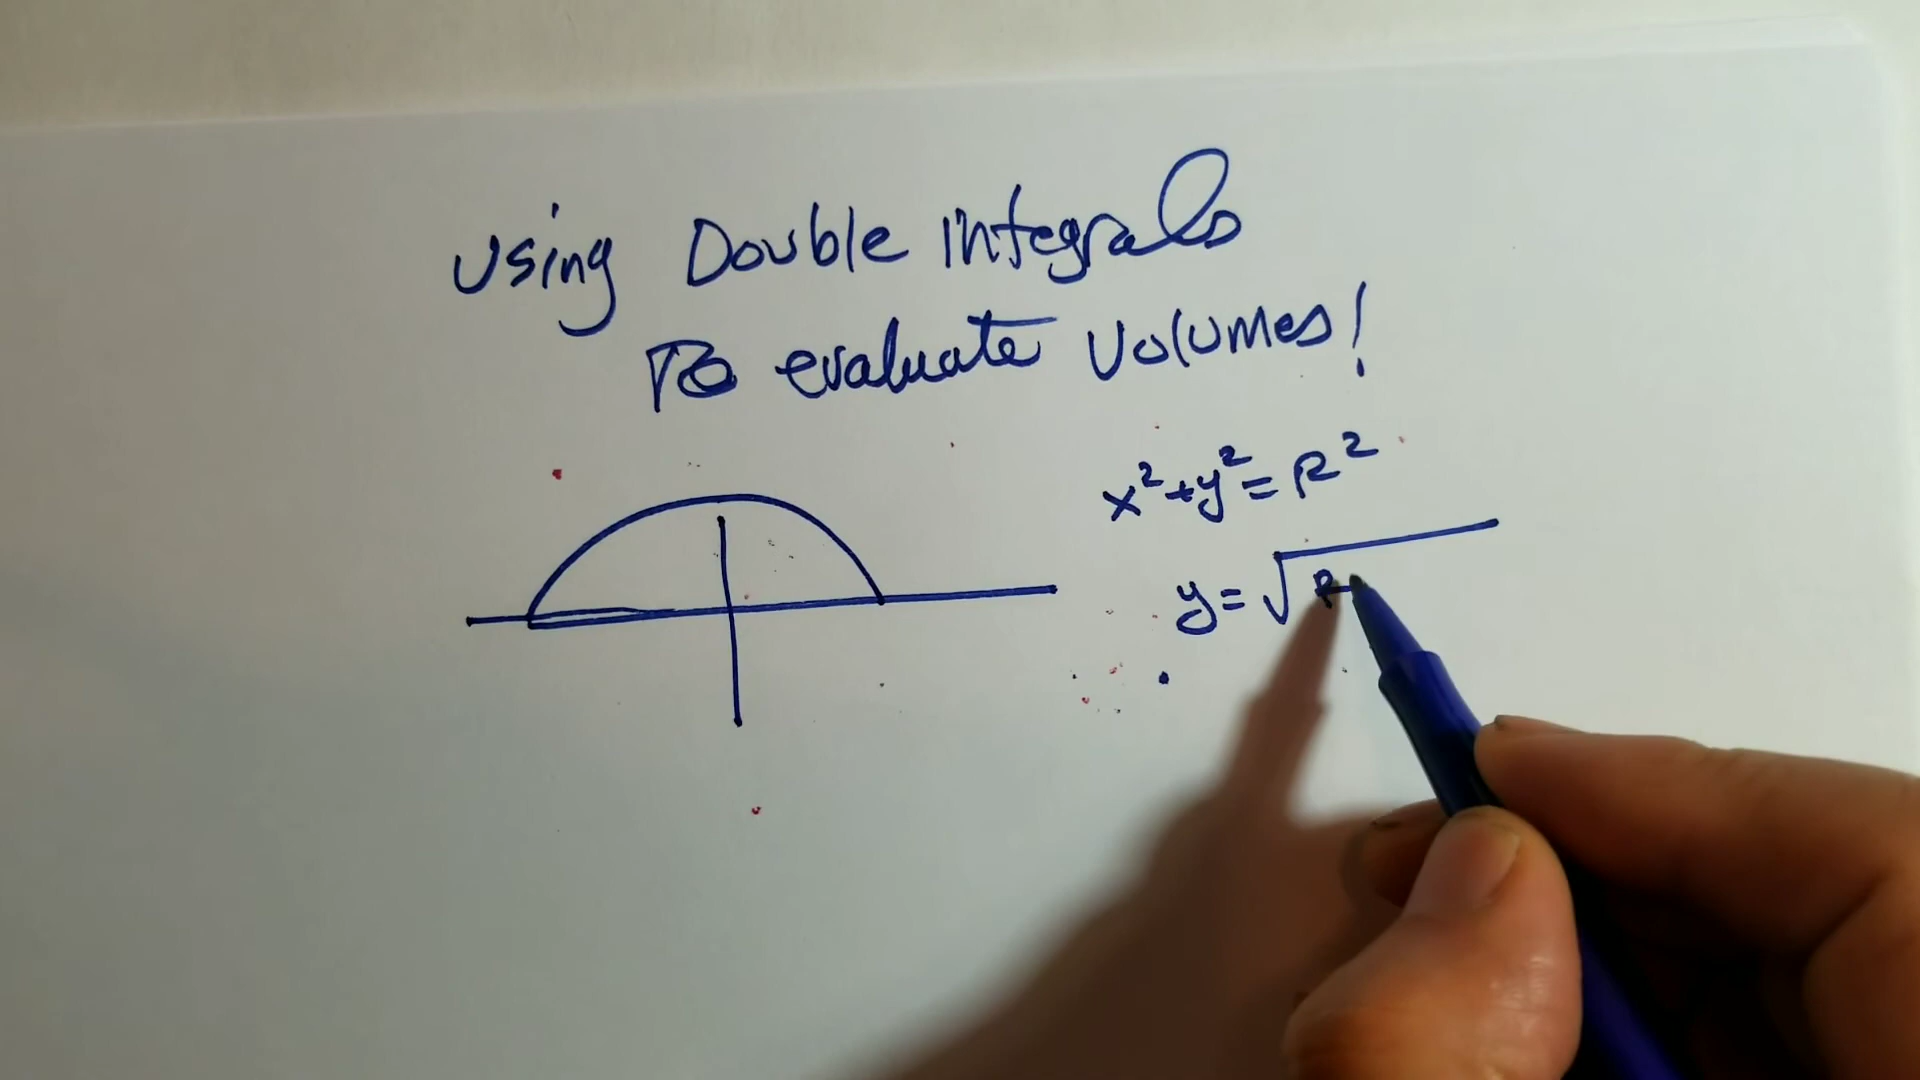 Using Double integrals
To evaluate volumes!
x²+y²=R²
y=√R